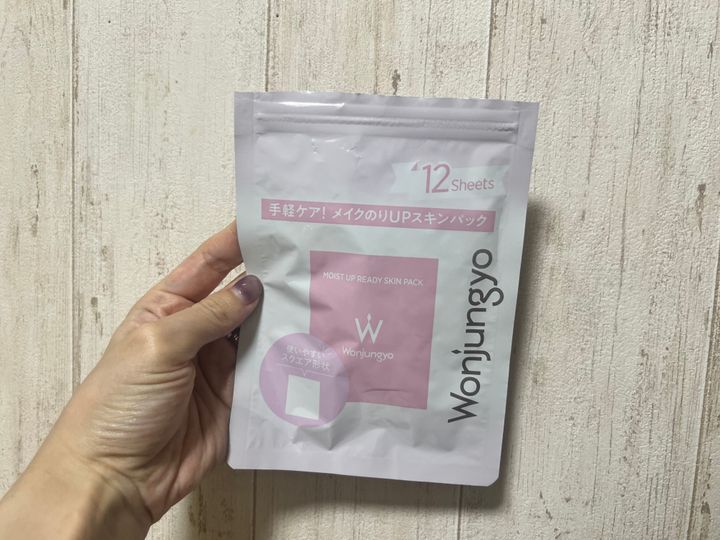 12 Sheets
手軽ケア! メイクのりUPスキンパック
MOIST UP READY SKIN PACK
Wonjungyo
使いやすい
スクエア形状
Wonjungyo